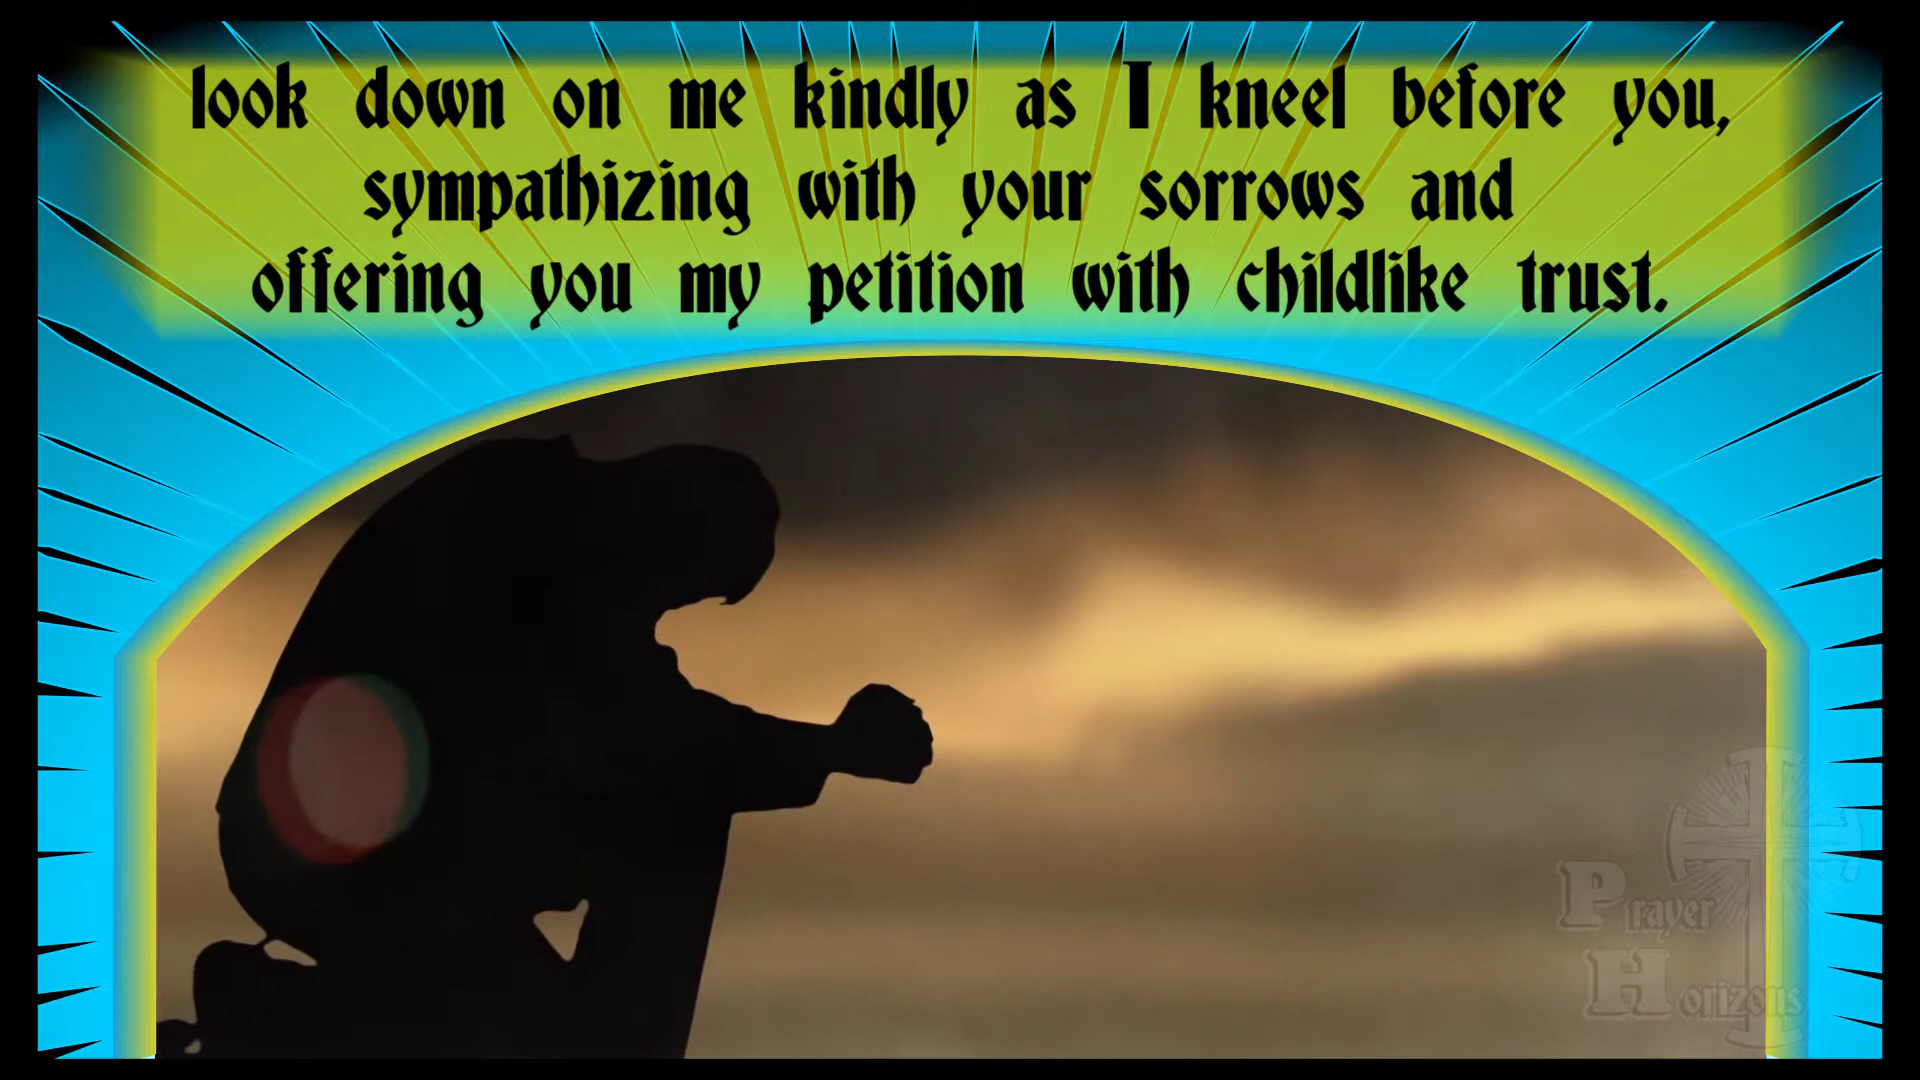 look down on me kindly as I kneel before you,
sympathizing with your sorrows and
offering you my petition with childlike trust.
Prayer
Horizons